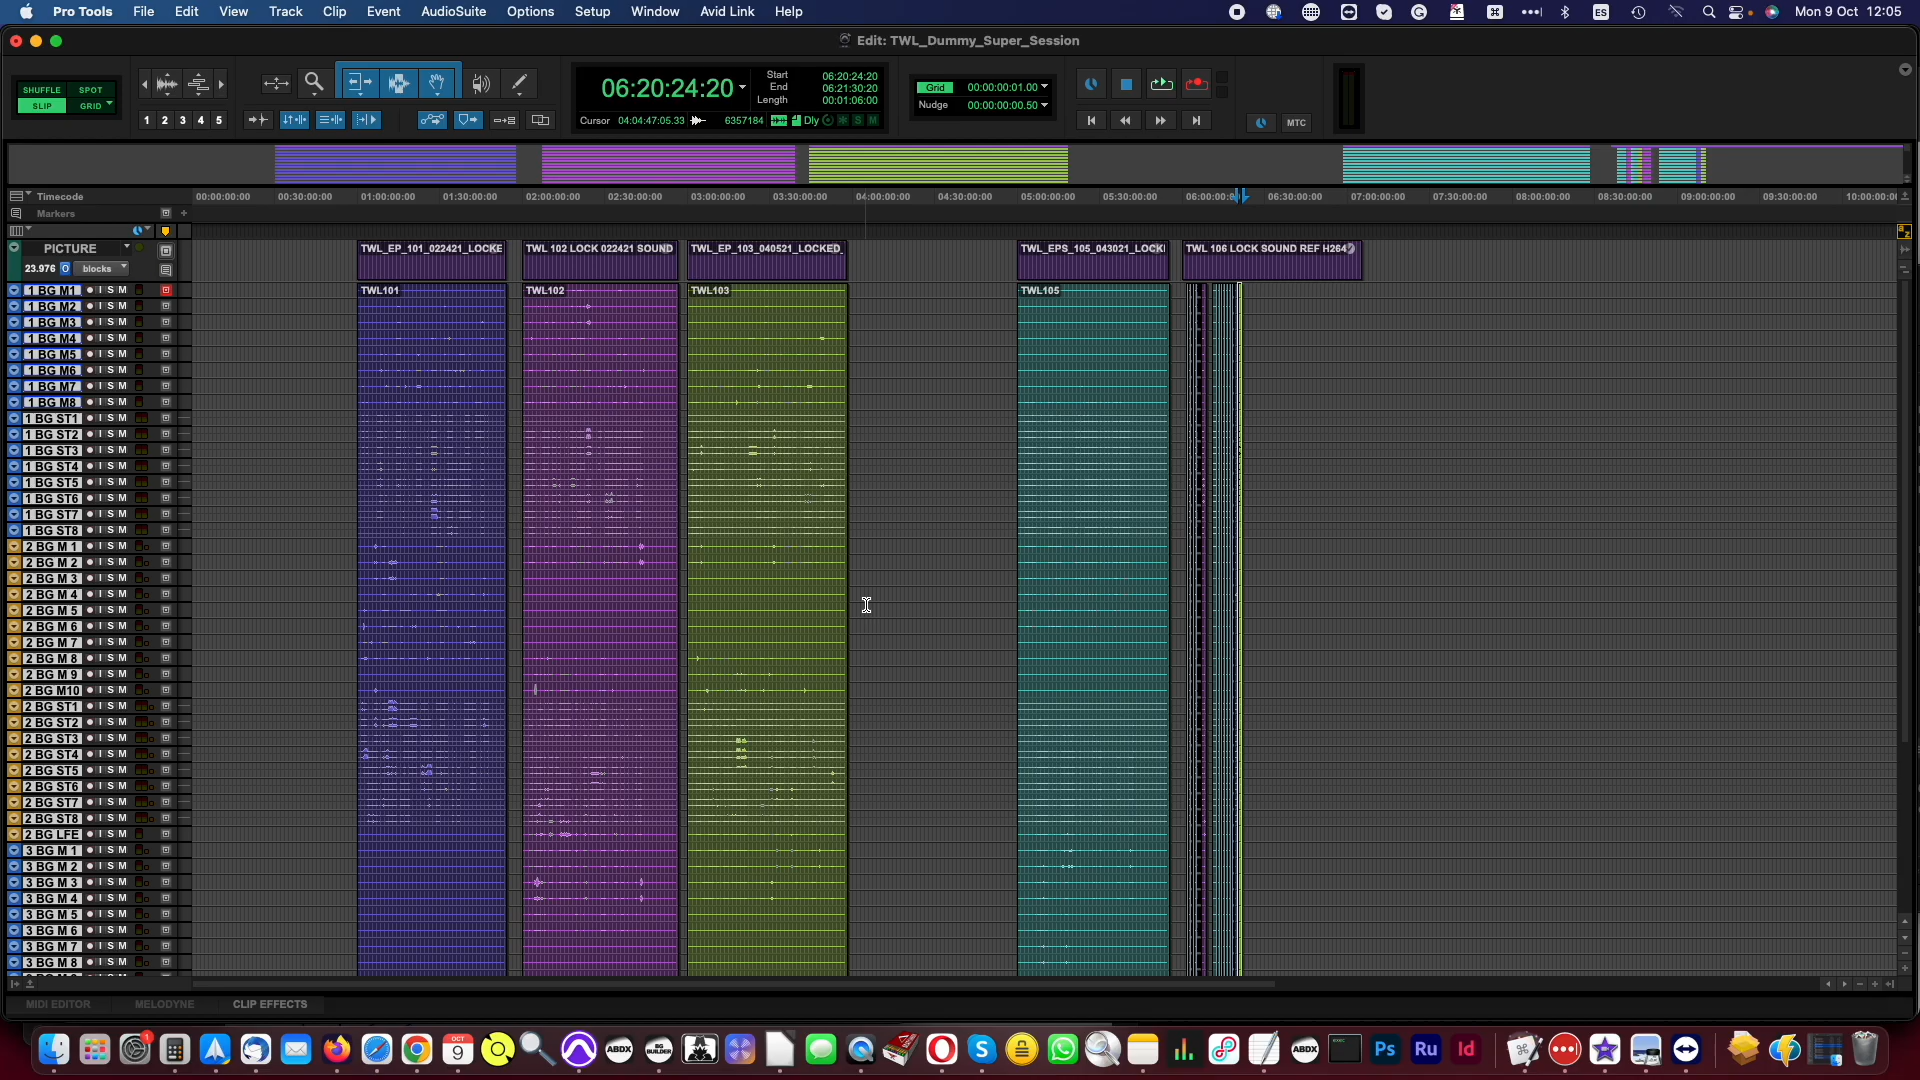 Pro Tools File Edit View Track Clip Event AudioSuite Options Setup Window Avid Link Help ES Mon 9 Oct 12:05
Edit: TWL_Dummy_Super_Session
SHUFFLE SPOT
SLIP GRID
1 2 3 4 5
06:20:24:20
Start 06:20:24:20
End 06:21:30:20
Length 00:01:06:00
Cursor 04:04:47:05.33 6357184 Dly S M
Grid 00:00:00:01.00
Nudge 00:00:00:00.50
MTC
Timecode 00:00:00:00 00:30:00:00 01:00:00:00 01:30:00:00 02:00:00:00 02:30:00:00 03:00:00:00 03:30:00:00 04:00:00:00 04:30:00:00 05:00:00:00 05:30:00:00 06:00:00:0 06:30:00:00 07:00:00:00 07:30:00:00 08:00:00:00 08:30:00:00 09:00:00:00 09:30:00:00 10:00:00:0
Markers
PICTURE TWL_EP_101_022421_LOCKE TWL 102 LOCK 022421 SOUND TWL_EP_103_040521_LOCKED_ TWL_EPS_105_043021_LOCK TWL 106 LOCK SOUND REF H264
23.976 O blocks
1 BG M1 I S M TWL101 TWL102 TWL103 TWL105
1 BG M2 I S M
1 BG M3 I S M
1 BG M4 I S M
1 BG M5 I S M
1 BG M6 I S M
1 BG M7 I S M
1 BG M8 I S M
1 BG ST1 I S M
1 BG ST2 I S M
1 BG ST3 I S M
1 BG ST4 I S M
1 BG ST5 I S M
1 BG ST6 I S M
1 BG ST7 I S M
1 BG ST8 I S M
2 BG M 1 I S M
2 BG M 2 I S M
2 BG M 3 I S M
2 BG M 4 I S M
2 BG M 5 I S M
2 BG M 6 I S M
2 BG M 7 I S M
2 BG M 8 I S M
2 BG M 9 I S M
2 BG M10 I S M
2 BG ST1 I S M
2 BG ST2 I S M
2 BG ST3 I S M
2 BG ST4 I S M
2 BG ST5 I S M
2 BG ST6 I S M
2 BG ST7 I S M
2 BG ST8 I S M
2 BG LFE I S M
3 BG M 1 I S M
3 BG M 2 I S M
3 BG M 3 I S M
3 BG M 4 I S M
3 BG M 5 I S M
3 BG M 6 I S M
3 BG M 7 I S M
3 BG M 8 I S M
MIDI EDITOR MELODYNE CLIP EFFECTS
1 OCT 9 ABDX BG BUILDER ABDX exec Ps Ru Id